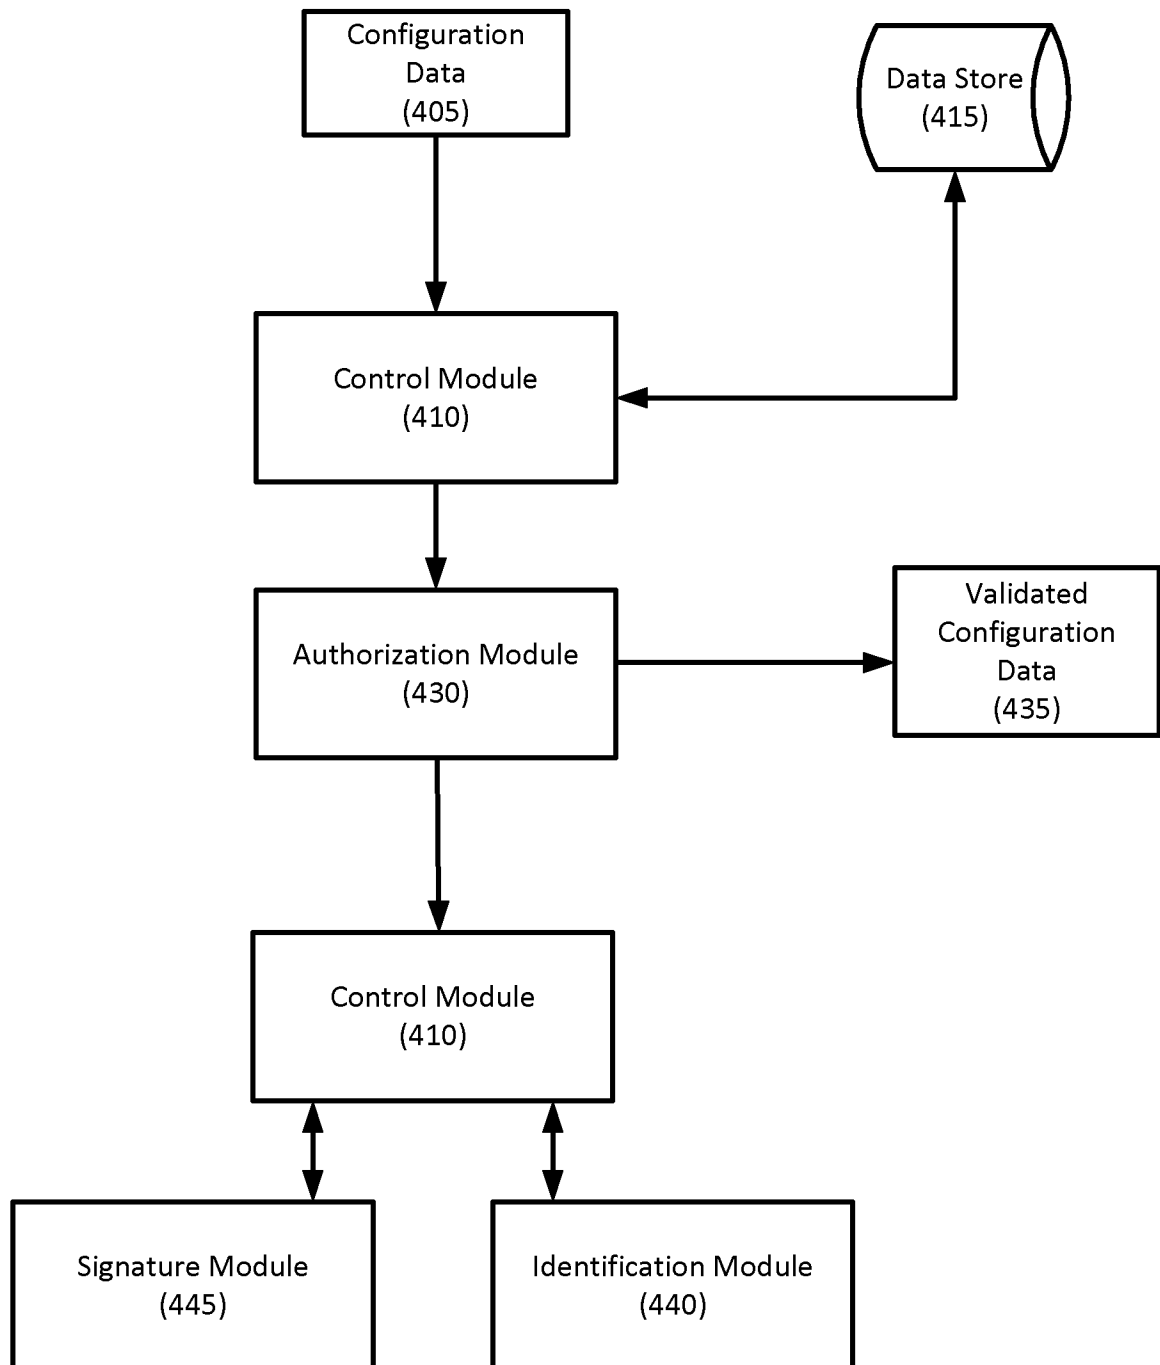 Configuration
Data
(405)
Data Store
(415)
Control Module
(410)
Authorization Module
(430)
Validated
Configuration
Data
(435)
Control Module
(410)
Signature Module
(445)
Identification Module
(440)